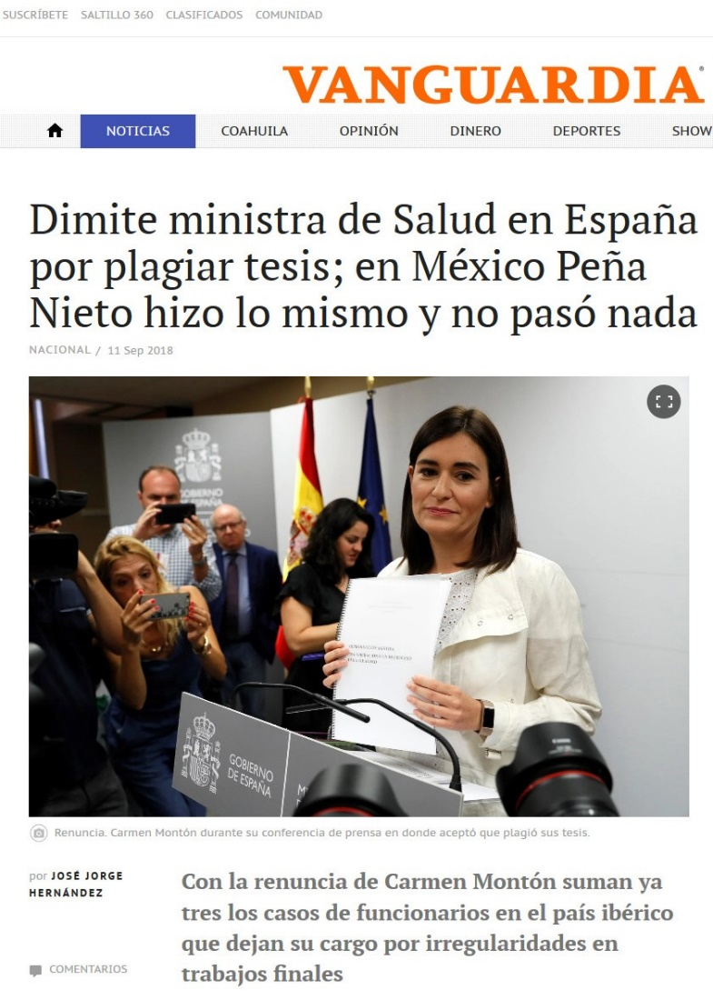 SUSCRÍBETE SALTILLO 360 CLASIFICADOS COMUNIDAD
VANGUARDIA®
NOTICIAS COAHUILA OPINIÓN DINERO DEPORTES SHOW
Dimite ministra de Salud en España
por plagiar tesis; en México Peña
Nieto hizo lo mismo y no pasó nada
NACIONAL / 11 Sep 2018
GOBIERNO
DE ESPAÑA
GOBIERNO
DE ESPAÑA
Renuncia. Carmen Montón durante su conferencia de prensa en donde aceptó que plagió sus tesis.
por JOSÉ JORGE
HERNÁNDEZ
Con la renuncia de Carmen Montón suman ya
tres los casos de funcionarios en el país ibérico
que dejan su cargo por irregularidades en
trabajos finales
COMENTARIOS